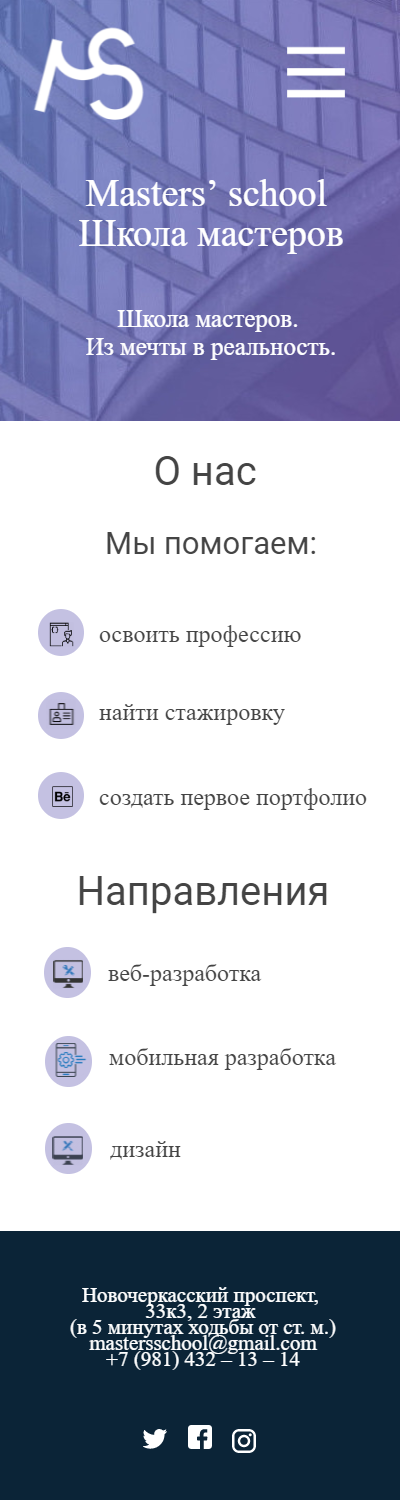 MS
Masters’ school
Школа мастеров
Школа мастеров.
Из мечты в реальность.
О нас
Мы помогаем:
освоить профессию
найти стажировку
Bē
создать первое портфолио
Направления
веб-разработка
мобильная разработка
дизайн
Новочеркасский проспект,
33к3, 2 этаж
(в 5 минутах ходьбы от ст. м.)
mastersschool@gmail.com
+7 (981) 432 – 13 – 14